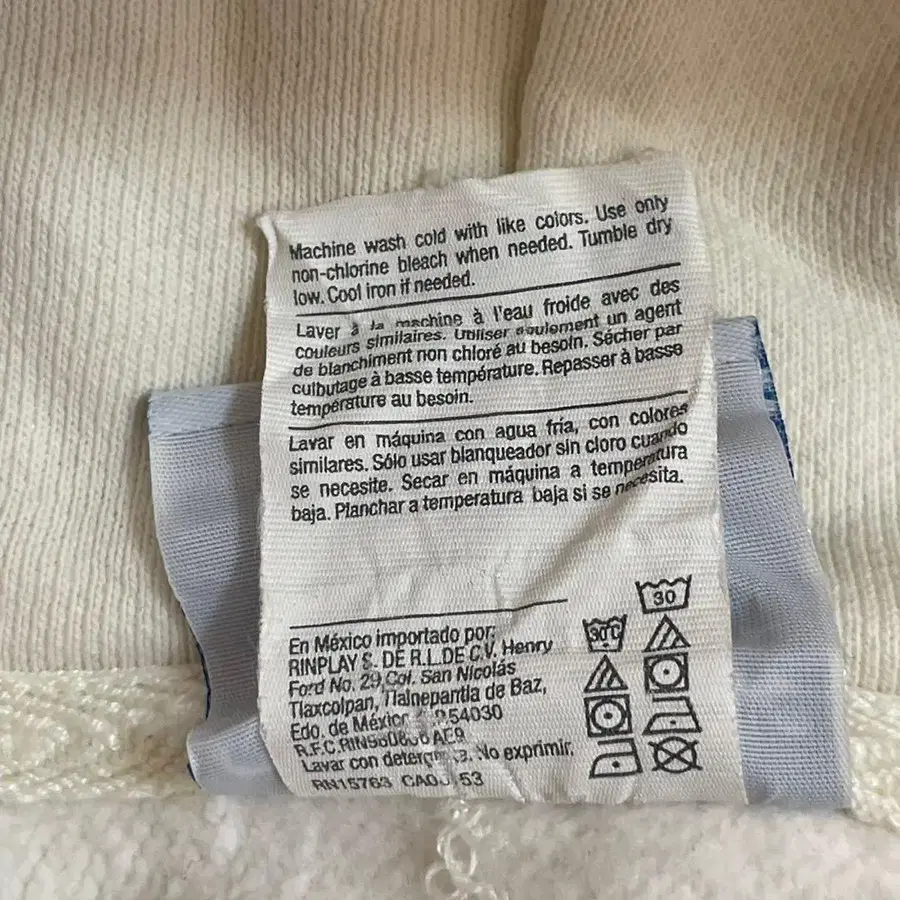 Machine wash cold with like colors. Use only
non-chlorine bleach when needed. Tumble dry
low. Cool iron if needed.
Laver à la machine à l'eau froide avec des
couleurs similaires. Utiliser seulement un agent
de blanchiment non chloré au besoin. Sécher par
culbutage à basse température. Repasser à basse
température au besoin.
Lavar en máquina con agua fría, con colores
similares. Sólo usar blanqueador sin cloro cuando
se necesite. Secar en máquina a temperatura
baja. Planchar a temperatura baja si se necesita.
En México importado por:
RINPLAY S. DE R.L.DE C.V. Henry
Ford No. 29,Col. San Nicolás
Tlaxcolpan, Tlalnepantla de Baz,
Edo. de México 54030
R.F.C.
Lavar con No exprimir.
RN15763
30
30C